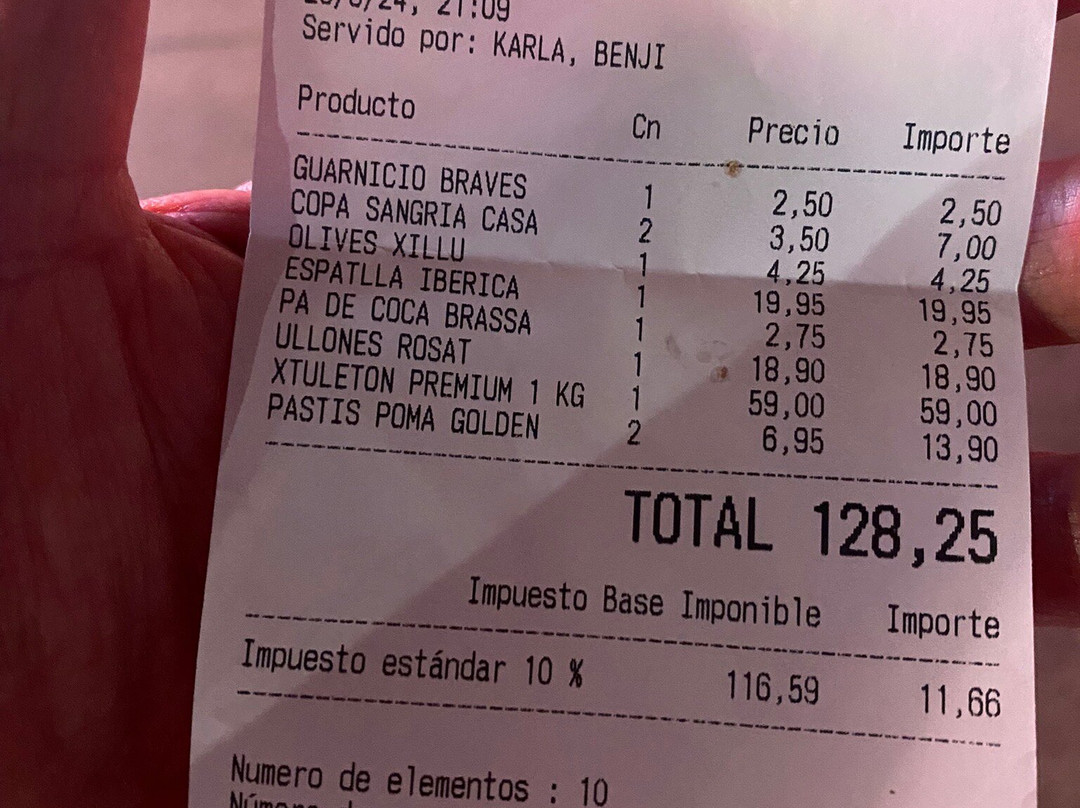 21:09
Servido por: KARLA, BENJI
Producto Cn Precio Importe
GUARNICIO BRAVES 1 2,50 2,50
COPA SANGRIA CASA 2 3,50 7,00
OLIVES XILLU 1 4,25 4,25
ESPATLLA IBERICA 1 19,95 19,95
PA DE COCA BRASSA 1 2,75 2,75
ULLONES ROSAT 1 18,90 18,90
XTULETON PREMIUM 1 KG 1 59,00 59,00
PASTIS POMA GOLDEN 2 6,95 13,90
TOTAL 128,25
Impuesto Base Imponible Importe
Impuesto estándar 10 % 116,59 11,66
Numero de elementos : 10